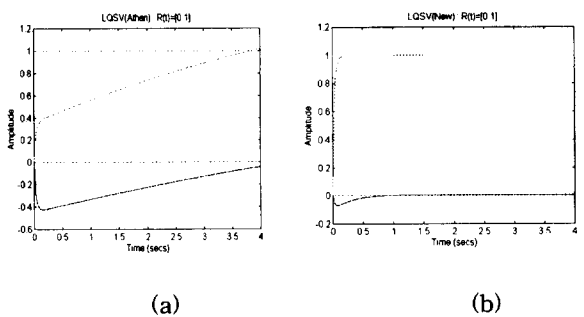 LQSV(Athan) R(t)=[0 1]
1.2
1
0.8
0.6
0.4
0.2
0
-0.2
-0.4
-0.6
Amplitude
0 0.5 1 1.5 2 2.5 3 3.5 4
Time (secs)
(a)
LQSV(New) R(t)=[0 1]
1.2
1
0.8
0.6
0.4
0.2
0
-0.2
Amplitude
0 0.5 1 1.5 2 2.5 3 3.5 4
Time (secs)
(b)